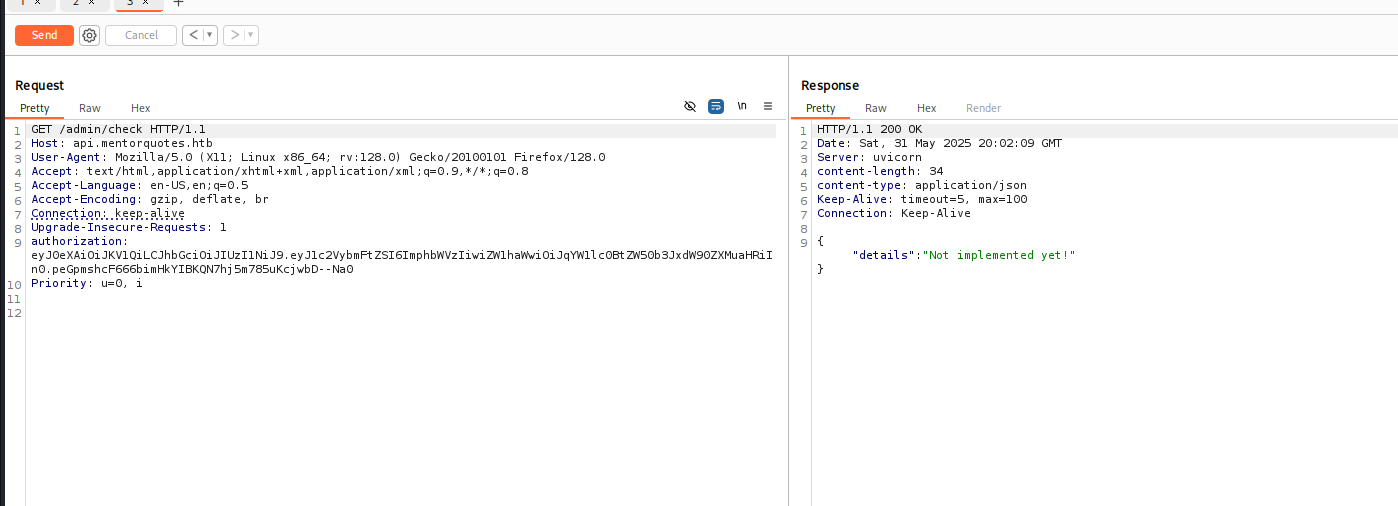 1 × 2 × 3 × +
Send Cancel < ▾ > ▾
Request
Pretty Raw Hex \n ≡
1 GET /admin/check HTTP/1.1
2 Host: api.mentorquotes.htb
3 User-Agent: Mozilla/5.0 (X11; Linux x86_64; rv:128.0) Gecko/20100101 Firefox/128.0
4 Accept: text/html,application/xhtml+xml,application/xml;q=0.9,*/*;q=0.8
5 Accept-Language: en-US,en;q=0.5
6 Accept-Encoding: gzip, deflate, br
7 Connection: keep-alive
8 Upgrade-Insecure-Requests: 1
9 authorization:
eyJ0eXAiOiJKV1QiLCJhbGciOiJIUzI1NiJ9.eyJ1c2VybmFtZSI6ImphbWVzIiwiZW1haWwiOiJqYW1lc0BtZW50b3JxdW90ZXMuaHRiI
n0.peGpmshcF666bimHkYIBKQN7hj5m785uKcjwbD--Na0
10 Priority: u=0, i
11
12
Response
Pretty Raw Hex Render
1 HTTP/1.1 200 OK
2 Date: Sat, 31 May 2025 20:02:09 GMT
3 Server: uvicorn
4 content-length: 34
5 content-type: application/json
6 Keep-Alive: timeout=5, max=100
7 Connection: Keep-Alive
8
9 {
"details":"Not implemented yet!"
}